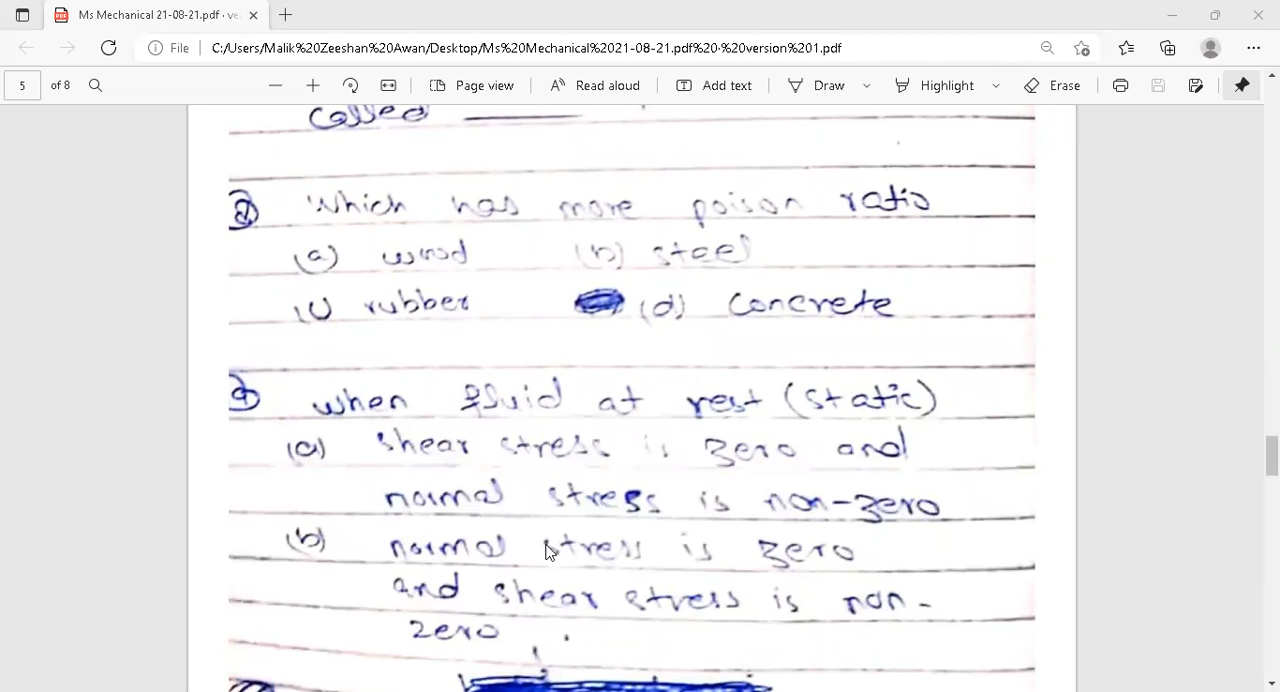 Ms Mechanical 21-08-21.pdf - ve
File C:/Users/Malik%20Zeeshan%20Awan/Desktop/Ms%20Mechanical%2021-08-21.pdf%20%20version%201.pdf
5 of 8 Page view Read aloud Add text Draw Highlight Erase
Called
Which has more poison ratio
(a) wood (b) steel
(c) rubber (d) Concrete
when fluid at rest (static)
(a) shear stress is zero and
normal stress is non-zero
(b) normal stress is zero
and shear stress is non-
zero.